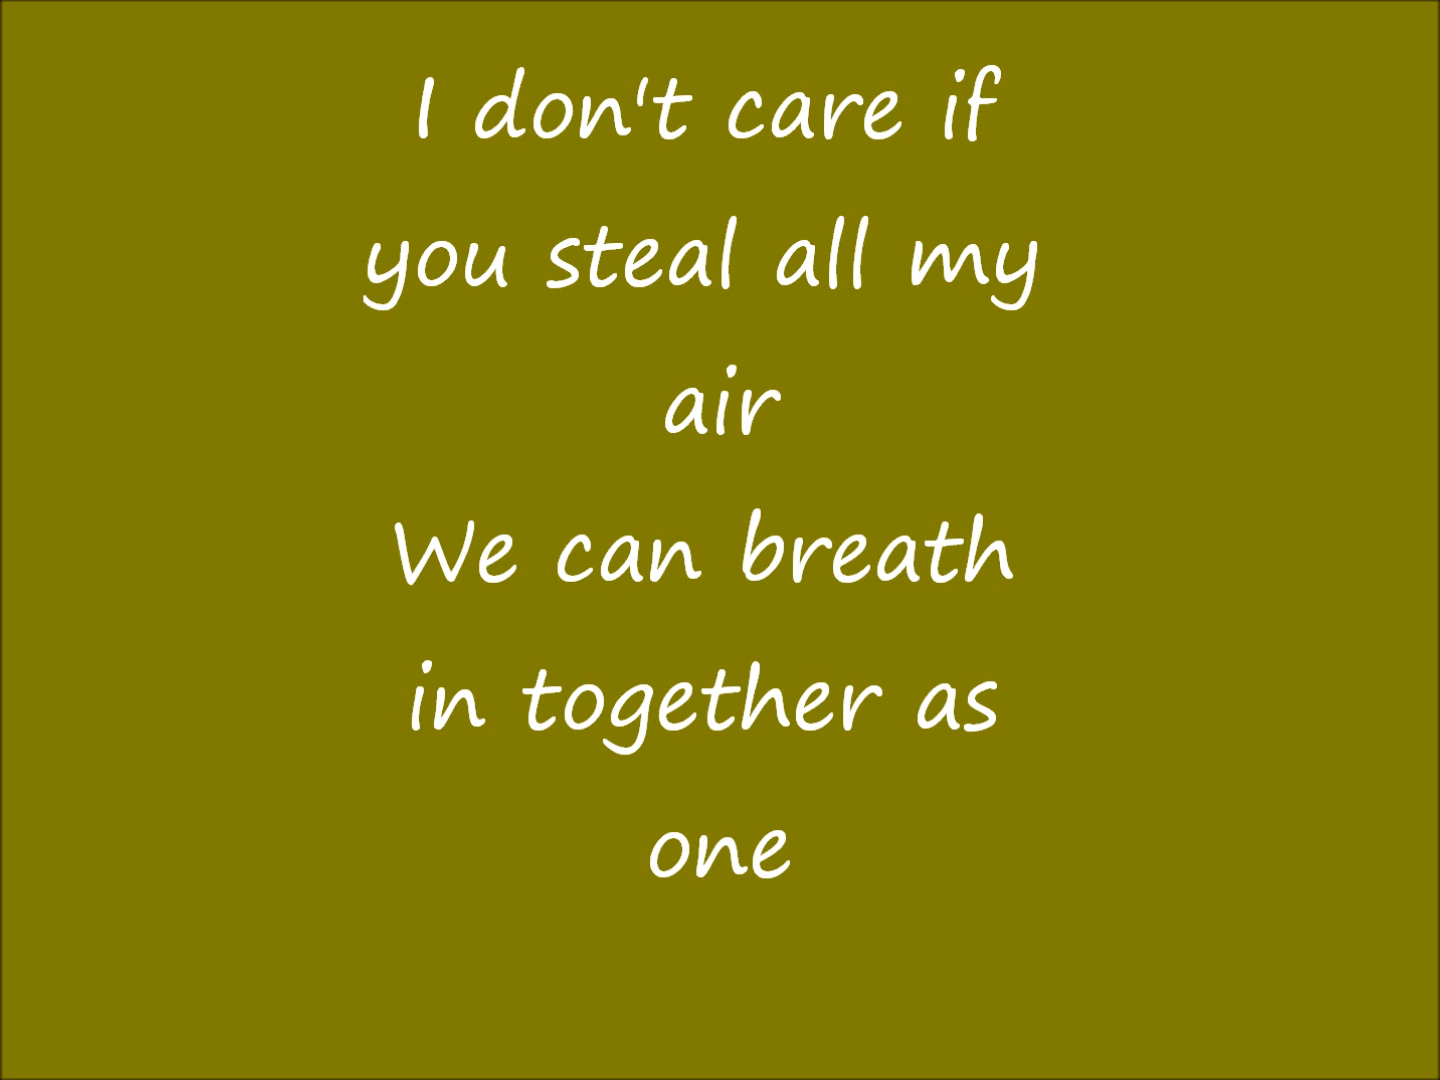 I don't care if
you steal all my
air
We can breath
in together as
one